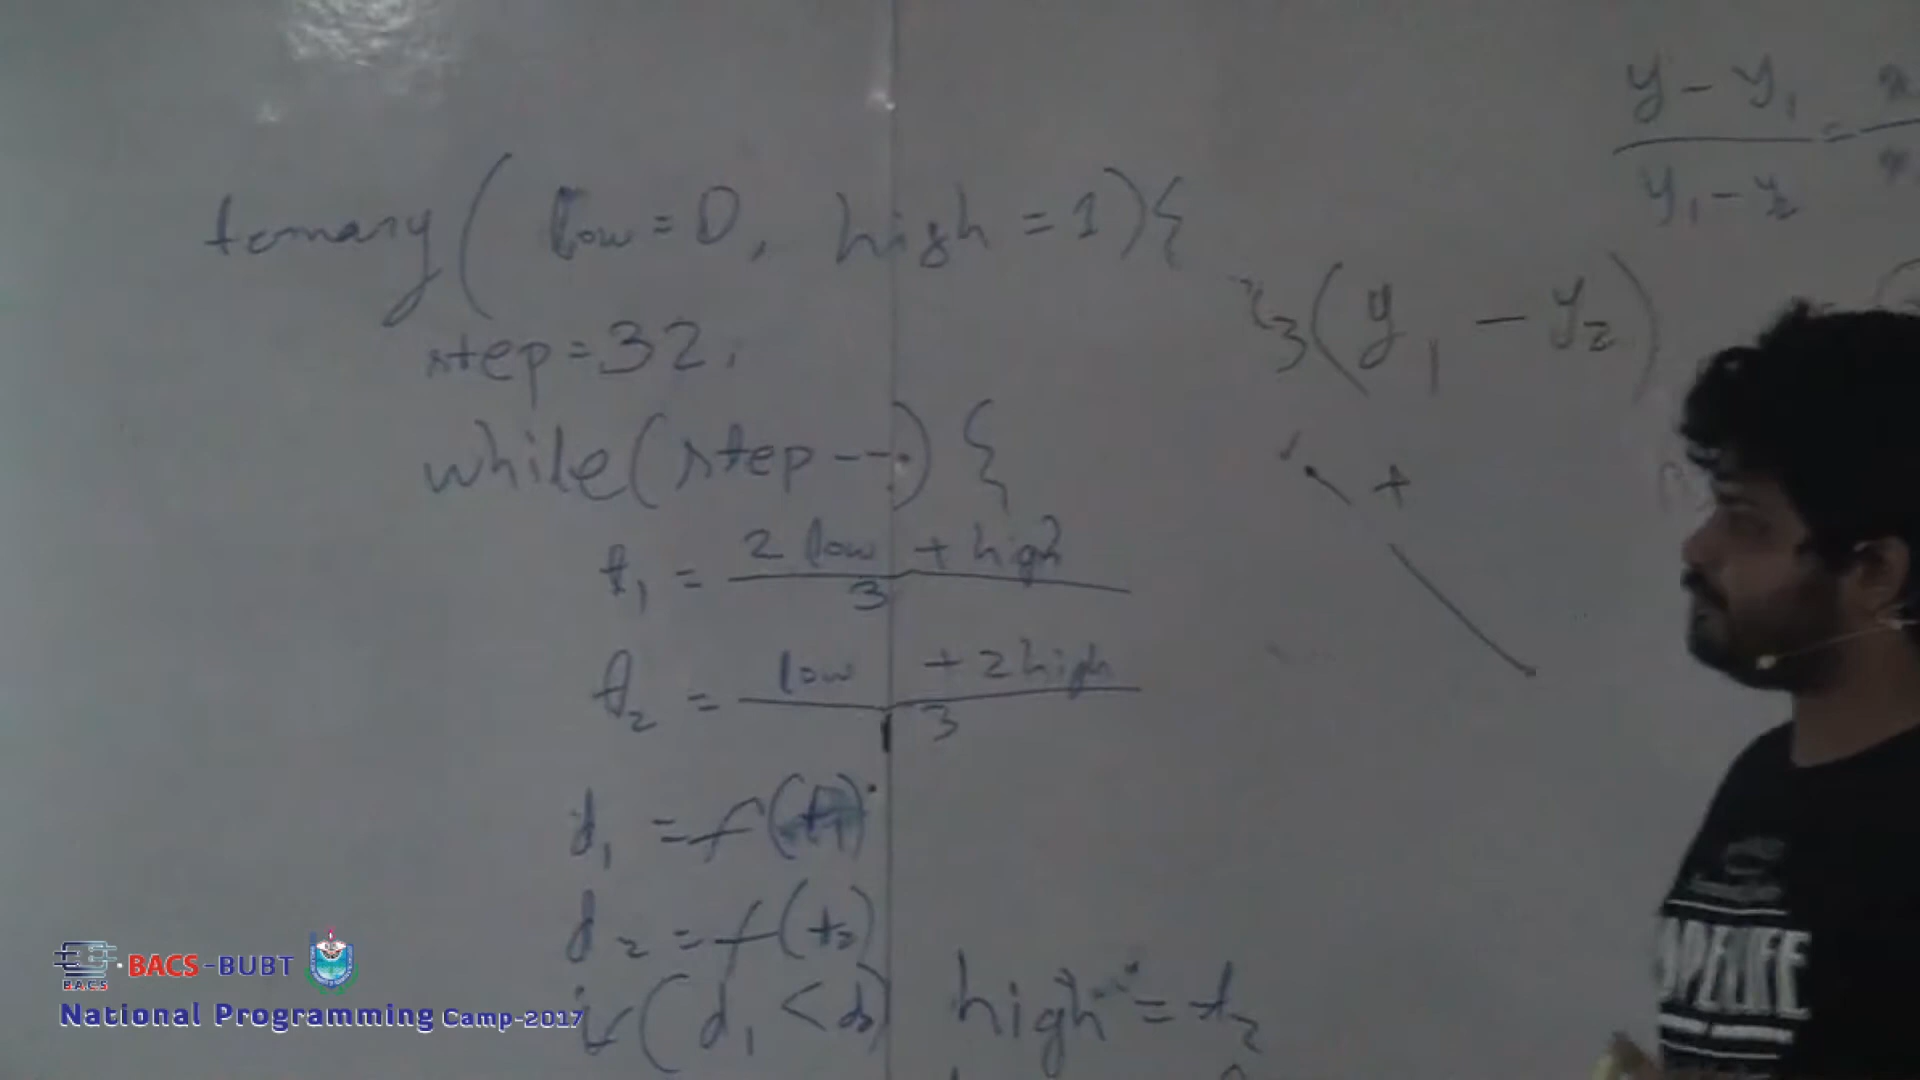 ternary( low = 0, high = 1){
step = 32,
while(step--) {
t1 = 2 low + high / 3
t2 = low + 2 high / 3
d1 = f(t1)
d2 = f(t2)
if( d1 < d2) high = t2
y - y1 / y1 - y2 =
3( y1 - y2 )
+
BACS-BUBT
B.A.C.S
National Programming Camp-2017